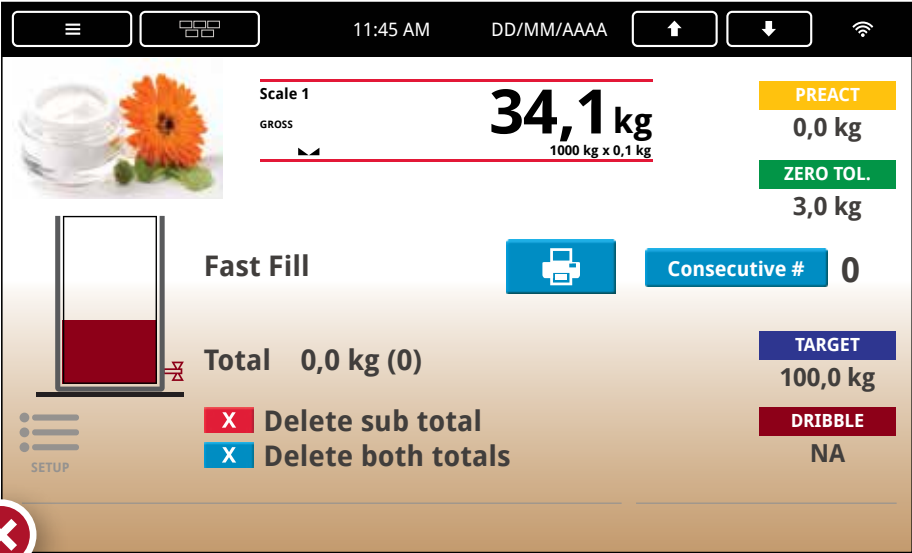 11:45 AM DD/MM/AAAA
Scale 1
GROSS
34,1 kg
1000 kg x 0,1 kg
PREACT
0,0 kg
ZERO TOL.
3,0 kg
Fast Fill
Consecutive # 0
Total 0,0 kg (0)
TARGET
100,0 kg
X Delete sub total
X Delete both totals
DRIBBLE
NA
SETUP